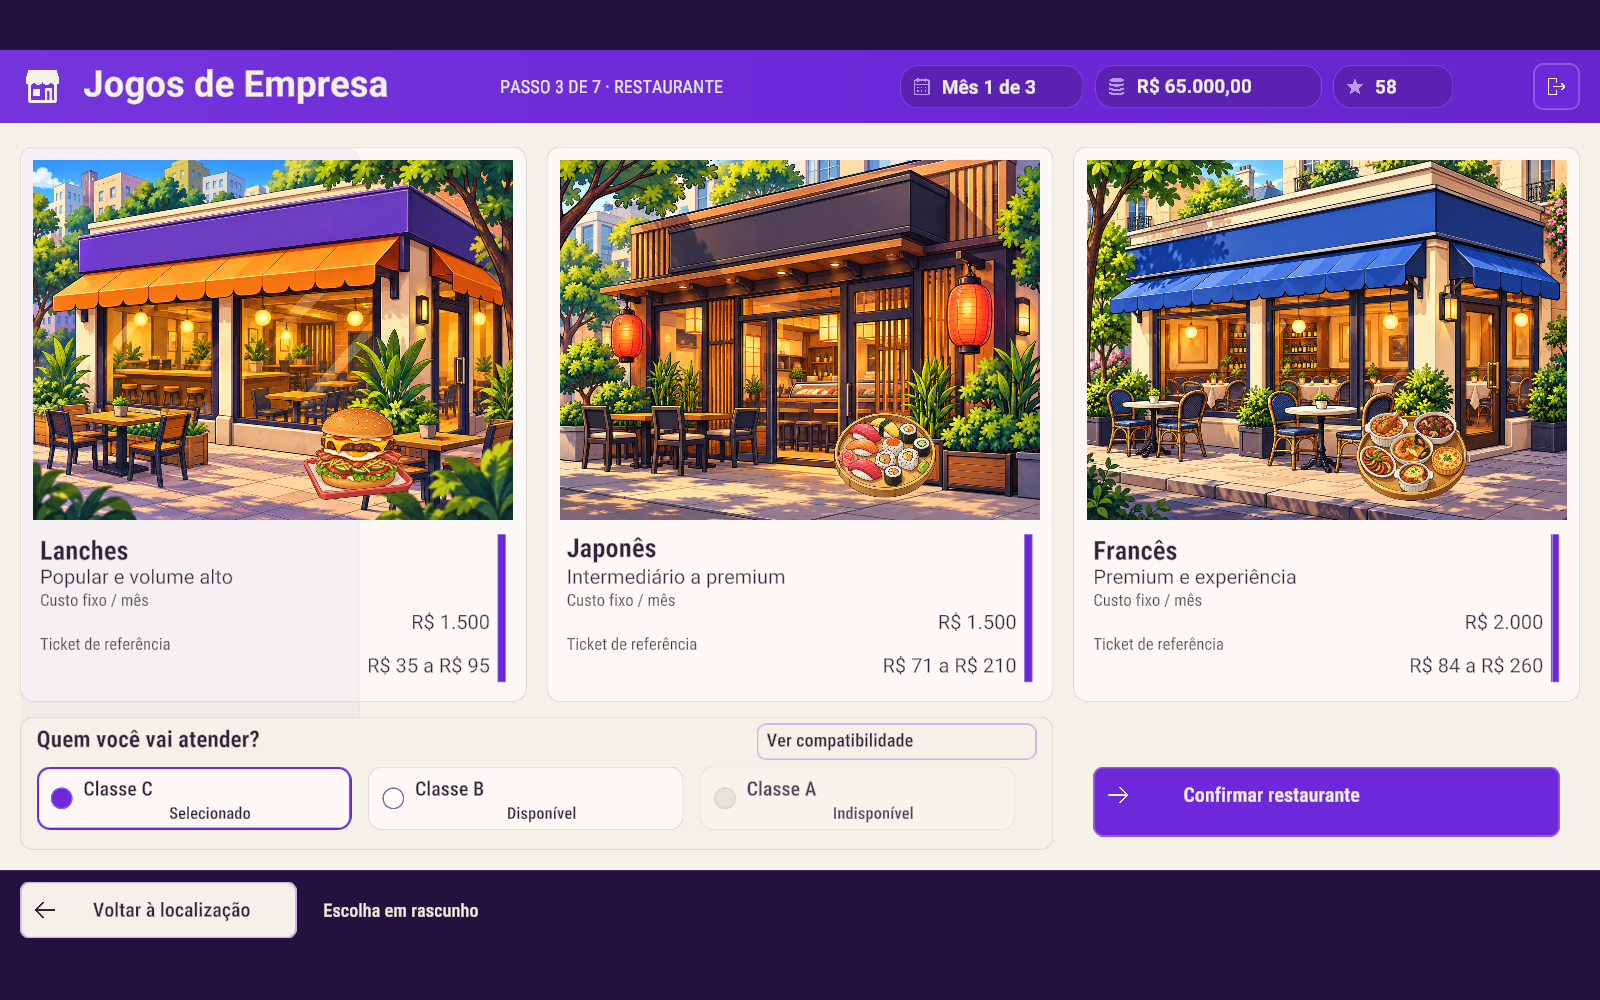 Jogos de Empresa
PASSO 3 DE 7 · RESTAURANTE
Mês 1 de 3
R$ 65.000,00
58
Lanches
Popular e volume alto
Custo fixo / mês
R$ 1.500
Ticket de referência
R$ 35 a R$ 95
Japonês
Intermediário a premium
Custo fixo / mês
R$ 1.500
Ticket de referência
R$ 71 a R$ 210
Francês
Premium e experiência
Custo fixo / mês
R$ 2.000
Ticket de referência
R$ 84 a R$ 260
Quem você vai atender?
Ver compatibilidade
Classe C
Selecionado
Classe B
Disponível
Classe A
Indisponível
Confirmar restaurante
Voltar à localização
Escolha em rascunho